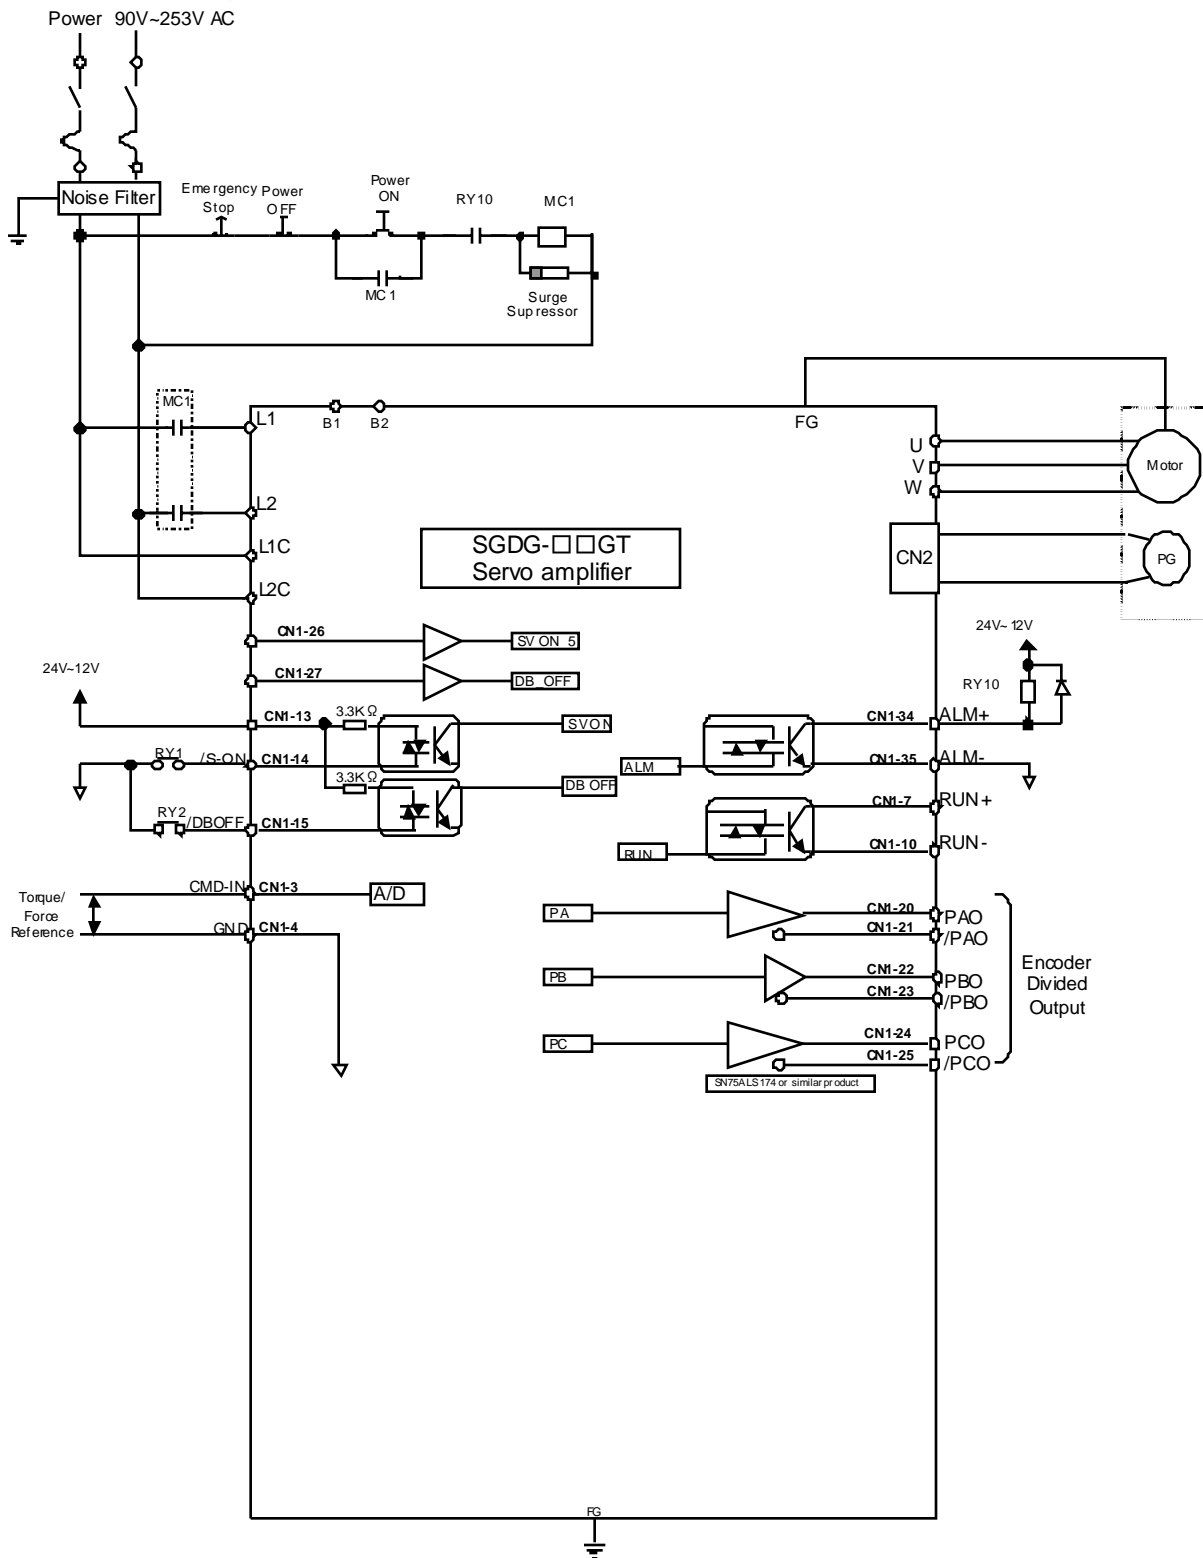 Power 90V~253V AC
Noise Filter
Emergency
Stop
Power
OFF
Power
ON
RY10
MC1
MC1
Surge
Supressor
MC1
L1
B1
B2
FG
U
V
W
Motor
L2
L1C
L2C
SGDG-□□GT
Servo amplifier
CN2
PG
CN1-26
SVON_5
CN1-27
DB_OFF
24V~12V
24V~12V
RY10
CN1-13
3.3KΩ
SVON
CN1-34
ALM+
RY1
/S-ON
CN1-14
ALM
CN1-35
ALM-
3.3KΩ
DBOFF
RY2
/DBOFF
CN1-15
CN1-7
RUN+
RUN
CN1-10
RUN-
Torque/
Force
Reference
CMD-IN
CN1-3
A/D
GND
CN1-4
PA
CN1-20
PAO
CN1-21
/PAO
PB
CN1-22
PBO
CN1-23
/PBO
PC
CN1-24
PCO
CN1-25
/PCO
Encoder
Divided
Output
SN75ALS174 or similar product
FG